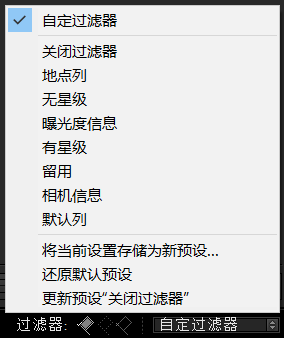 自定过滤器
关闭过滤器
地点列
无星级
曝光度信息
有星级
留用
相机信息
默认列
将当前设置存储为新预设...
还原默认预设
更新预设“关闭过滤器”
过滤器: 自定过滤器